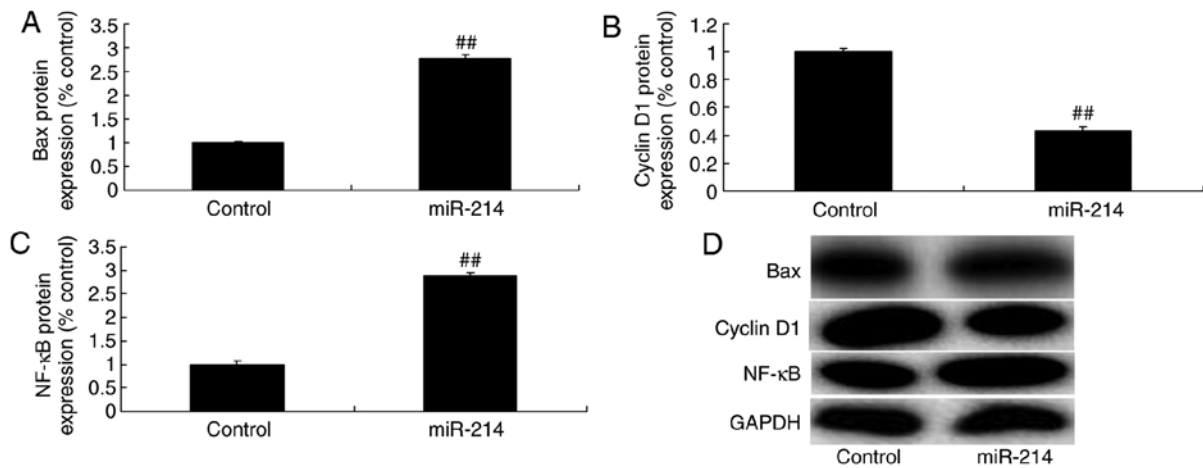 A
Bax protein
expression (% control)
3.5
3
2.5
2
1.5
1
0.5
0
##
Control
miR-214
B
Cyclin D1 protein
expression (% control)
1.2
1
0.8
0.6
0.4
0.2
0
##
Control
miR-214
C
NF-κB protein
expression (% control)
3.5
3
2.5
2
1.5
1
0.5
0
##
Control
miR-214
D
Bax
Cyclin D1
NF-κB
GAPDH
Control
miR-214